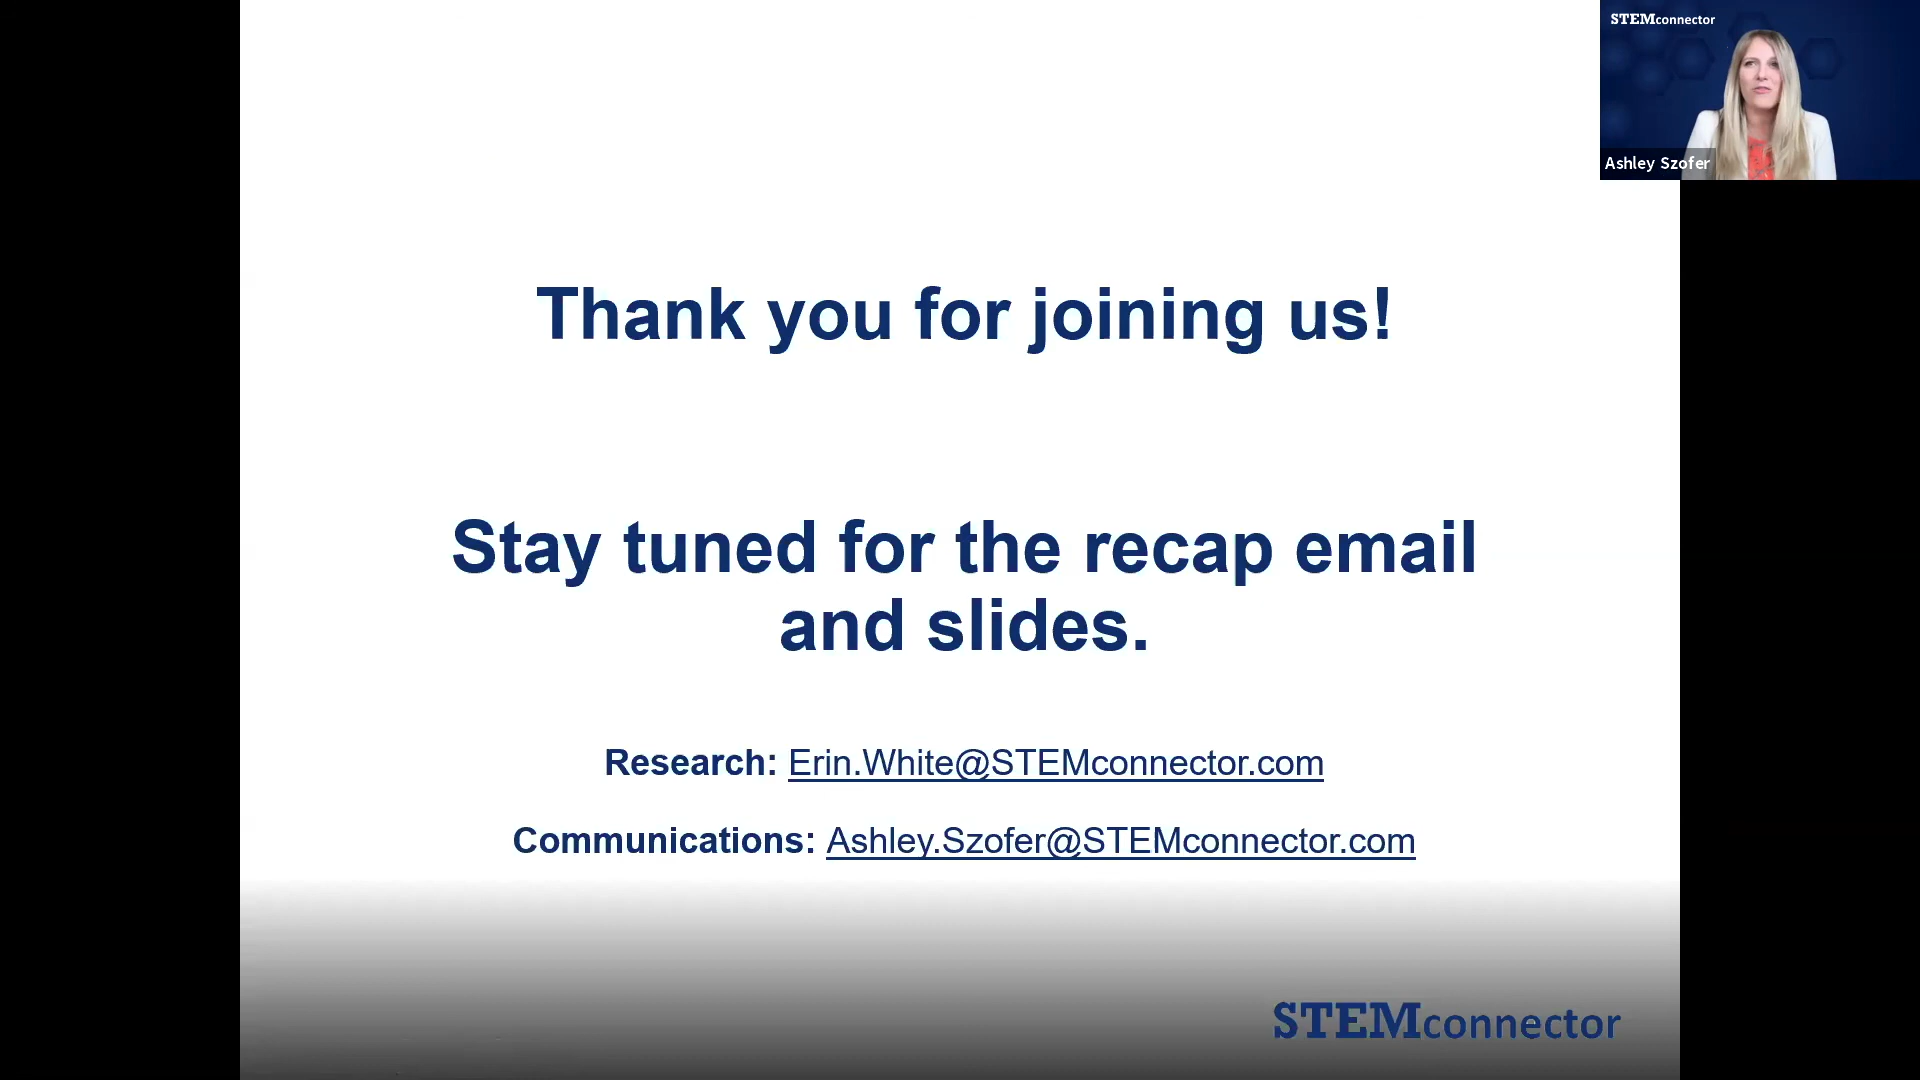 STEMconnector
Ashley Szofer
Thank you for joining us!
Stay tuned for the recap email
and slides.
Research: Erin.White@STEMconnector.com
Communications: Ashley.Szofer@STEMconnector.com
STEMconnector